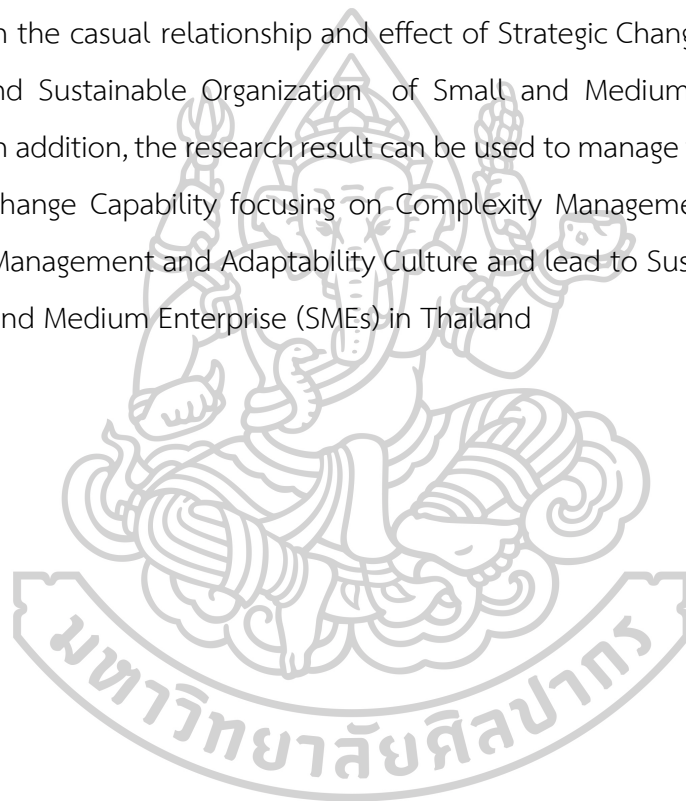 n the casual relationship and effect of Strategic Chang
nd Sustainable Organization of Small and Medium
n addition, the research result can be used to manage
hange Capability focusing on Complexity Manageme
Management and Adaptability Culture and lead to Sus
nd Medium Enterprise (SMEs) in Thailand
มหาวิทยาลัยศิลปากร